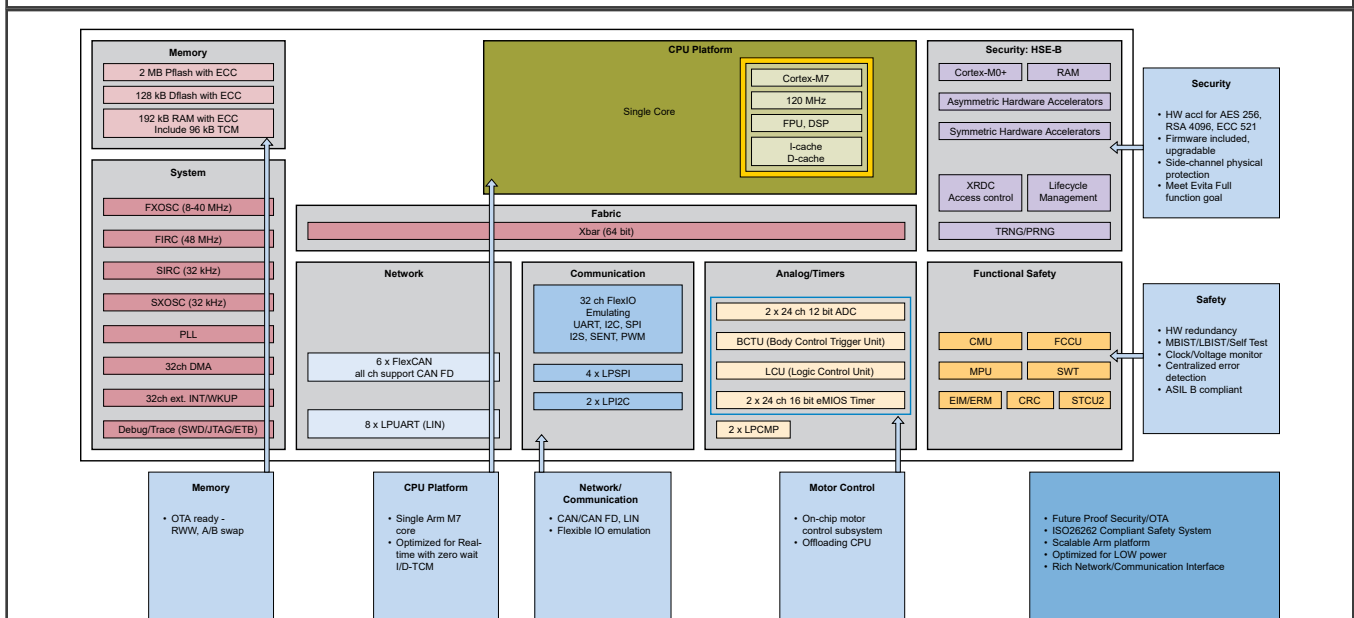 Memory
2 MB Pflash with ECC
128 kB Dflash with ECC
192 kB RAM with ECC
Include 96 kB TCM
System
FXOSC (8-40 MHz)
FIRC (48 MHz)
SIRC (32 kHz)
SXOSC (32 kHz)
PLL
32ch DMA
32ch ext. INT/WKUP
Debug/Trace (SWD/JTAG/ETB)
CPU Platform
Single Core
Cortex-M7
120 MHz
FPU, DSP
I-cache
D-cache
Fabric
Xbar (64 bit)
Network
6 x FlexCAN
all ch support CAN FD
8 x LPUART (LIN)
Communication
32 ch FlexIO
Emulating
UART, I2C, SPI
I2S, SENT, PWM
4 x LPSPI
2 x LPI2C
Analog/Timers
2 x 24 ch 12 bit ADC
BCTU (Body Control Trigger Unit)
LCU (Logic Control Unit)
2 x 24 ch 16 bit eMIOS Timer
2 x LPCMP
Security: HSE-B
Cortex-M0+ RAM
Asymmetric Hardware Accelerators
Symmetric Hardware Accelerators
XRDC
Access control
Lifecycle
Management
TRNG/PRNG
Functional Safety
CMU FCCU
MPU SWT
EIM/ERM CRC STCU2
Security
• HW accl for AES 256,
RSA 4096, ECC 521
• Firmware included,
upgradable
• Side-channel physical
protection
• Meet Evita Full
function goal
Safety
• HW redundancy
• MBIST/LBIST/Self Test
• Clock/Voltage monitor
• Centralized error
detection
• ASIL B compliant
Memory
• OTA ready -
RWW, A/B swap
CPU Platform
• Single Arm M7
core
• Optimized for Real-
time with zero wait
I/D-TCM
Network/
Communication
• CAN/CAN FD, LIN
• Flexible IO emulation
Motor Control
• On-chip motor
control subsystem
• Offloading CPU
• Future Proof Security/OTA
• ISO26262 Compliant Safety System
• Scalable Arm platform
• Optimized for LOW power
• Rich Network/Communication Interface